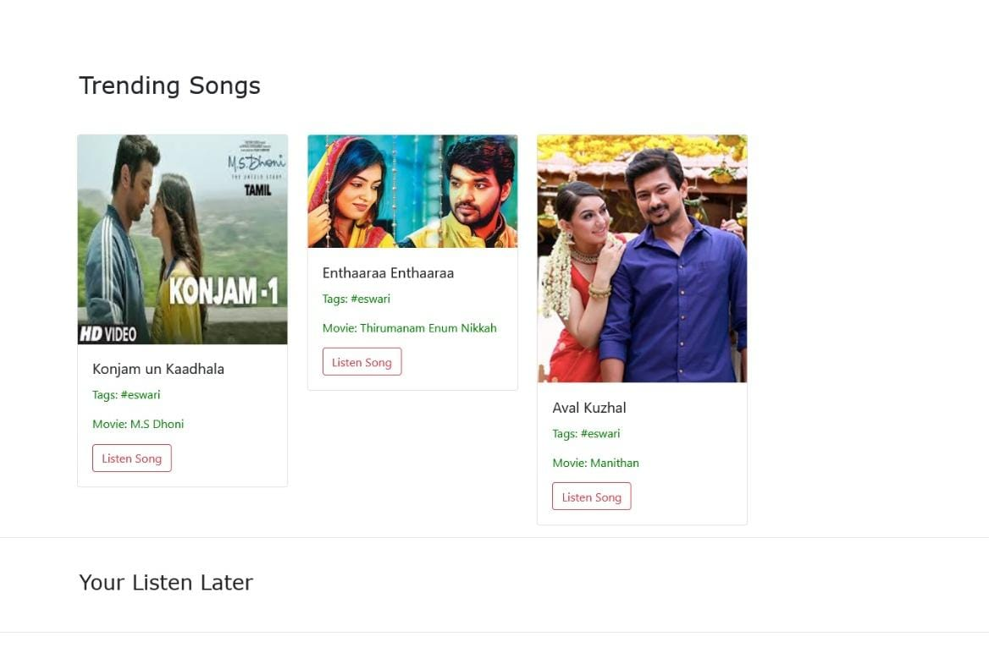 Trending Songs
M.S.Dhoni
THE UNTOLD STORY
TAMIL
KONJAM -1
HD VIDEO
Konjam un Kaadhala
Tags: #eswari
Movie: M.S Dhoni
Listen Song
Enthaaraa Enthaaraa
Tags: #eswari
Movie: Thirumanam Enum Nikkah
Listen Song
Aval Kuzhal
Tags: #eswari
Movie: Manithan
Listen Song
Your Listen Later